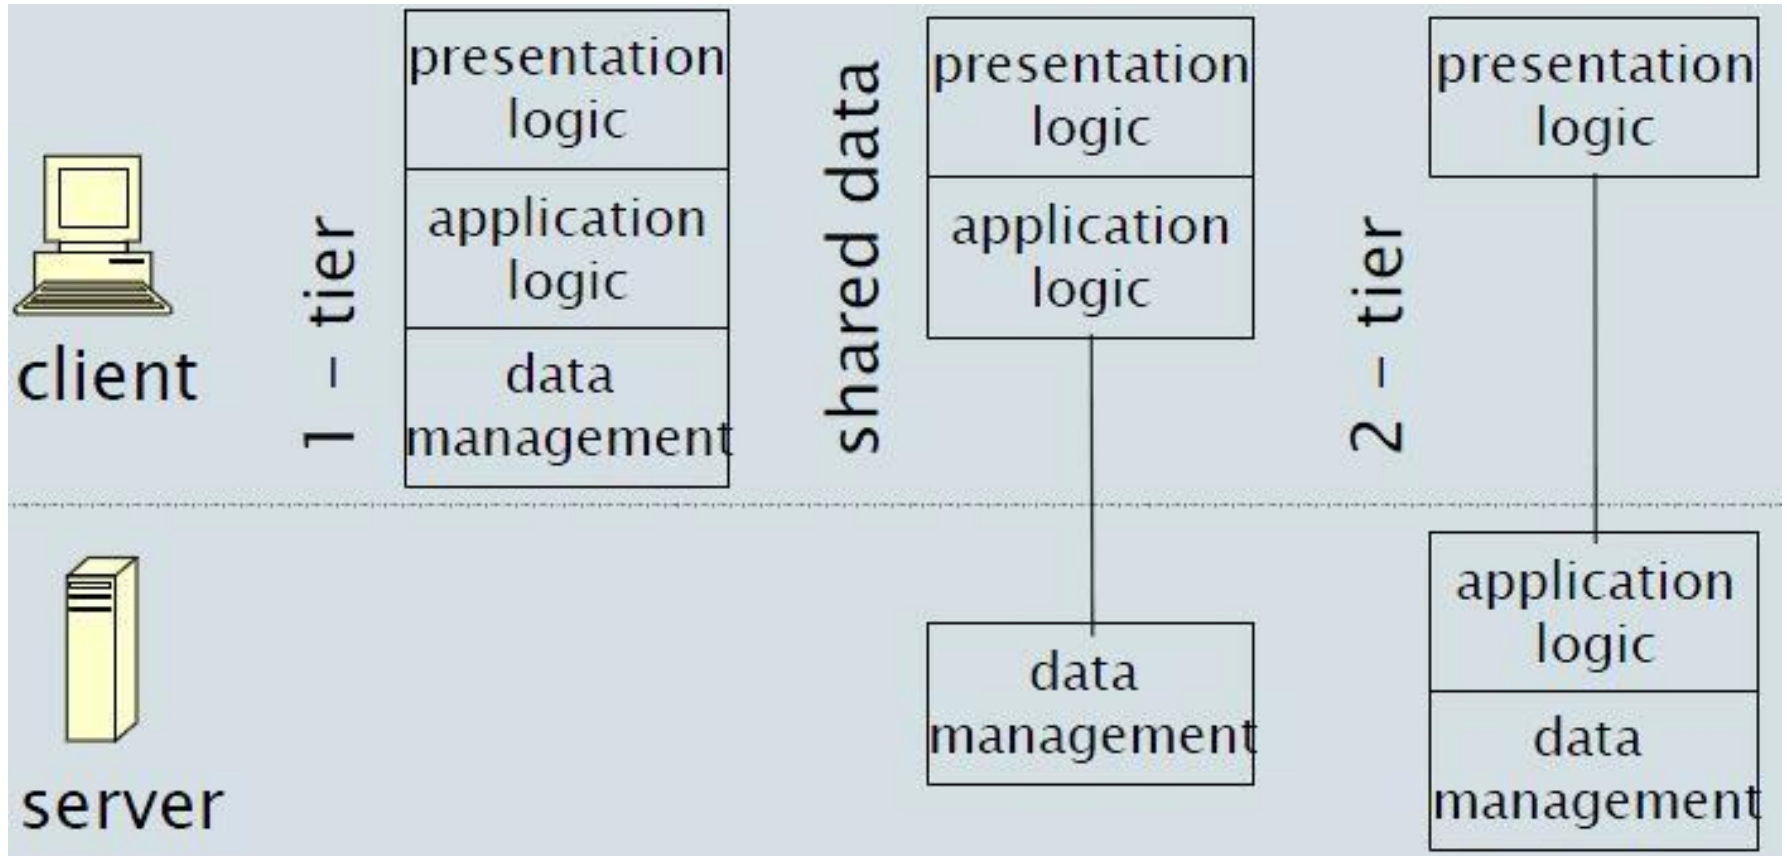 client
server
1 - tier
presentation
logic
application
logic
data
management
shared data
presentation
logic
application
logic
data
management
2 - tier
presentation
logic
application
logic
data
management